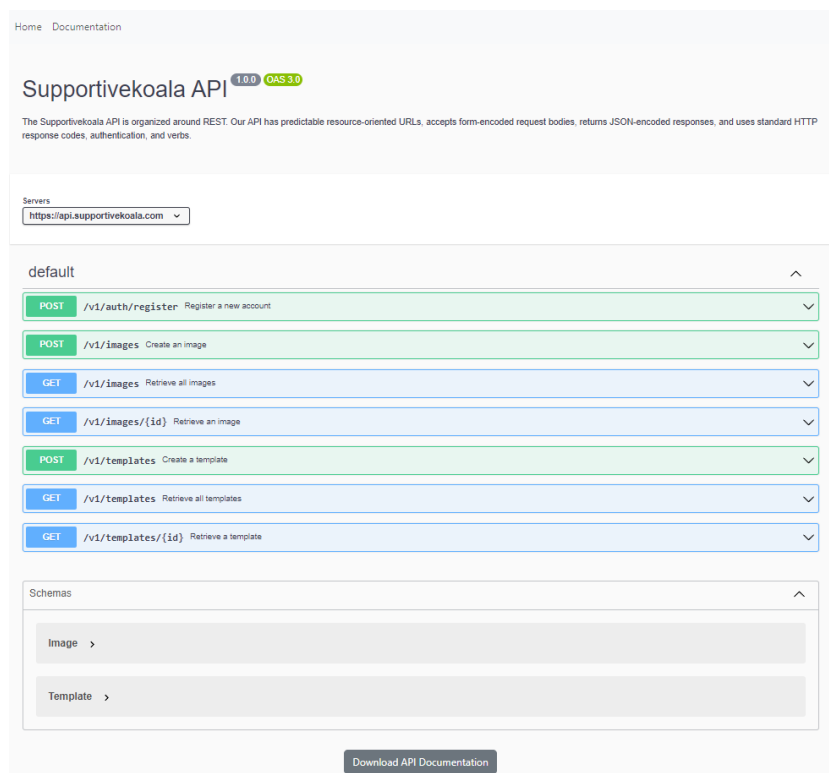 Home Documentation
Supportivekoala API 1.0.0 OAS 3.0
The Supportivekoala API is organized around REST. Our API has predictable resource-oriented URLs, accepts form-encoded request bodies, returns JSON-encoded responses, and uses standard HTTP
response codes, authentication, and verbs.
Servers
https://api.supportivekoala.com
default
POST /v1/auth/register Register a new account
POST /v1/images Create an image
GET /v1/images Retrieve all images
GET /v1/images/{id} Retrieve an image
POST /v1/templates Create a template
GET /v1/templates Retrieve all templates
GET /v1/templates/{id} Retrieve a template
Schemas
Image
Template
Download API Documentation